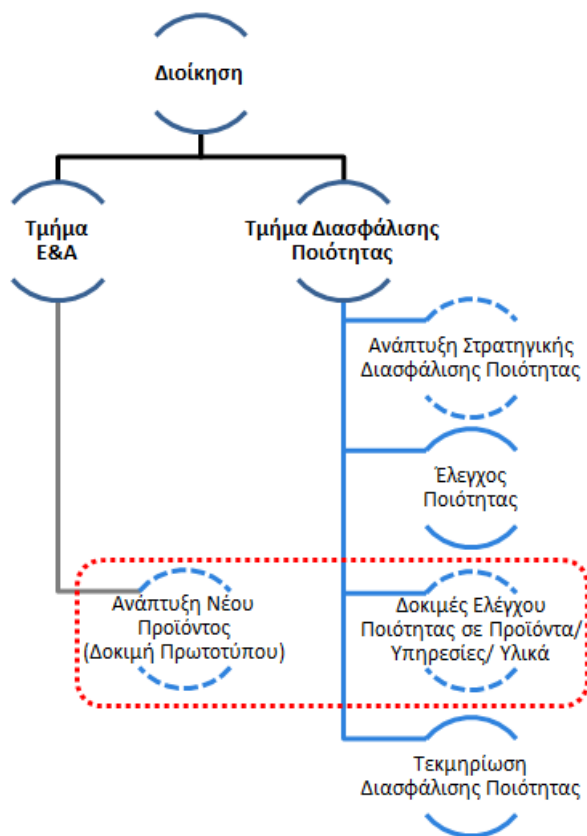 Διοίκηση
Τμήμα
Ε&Α
Τμήμα Διασφάλισης
Ποιότητας
Ανάπτυξη Στρατηγικής
Διασφάλισης Ποιότητας
Έλεγχος
Ποιότητας
Ανάπτυξη Νέου
Προϊόντος
(Δοκιμή Πρωτοτύπου)
Δοκιμές Ελέγχου
Ποιότητας σε Προϊόντα/
Υπηρεσίες/ Υλικά
Τεκμηρίωση
Διασφάλισης Ποιότητας